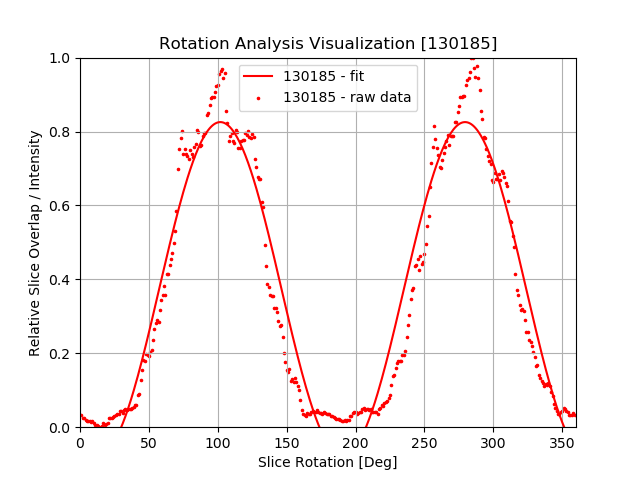 Rotation Analysis Visualization [130185]
130185 - fit
130185 - raw data
Relative Slice Overlap / Intensity
1.0
0.8
0.6
0.4
0.2
0.0
0 50 100 150 200 250 300 350
Slice Rotation [Deg]